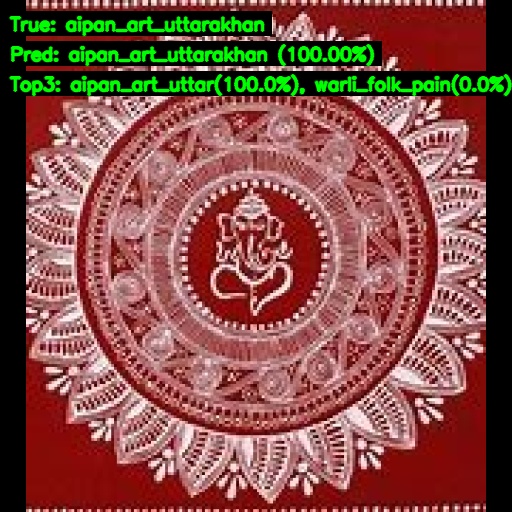 True: aipan_art_uttarakhan
Pred: aipan_art_uttarakhan (100.00%)
Top3: aipan_art_uttar(100.0%), warli_folk_pain(0.0%)